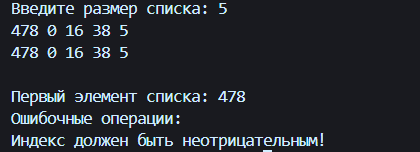 Введите размер списка: 5
478 0 16 38 5
478 0 16 38 5
Первый элемент списка: 478
Ошибочные операции:
Индекс должен быть неотрицательным!